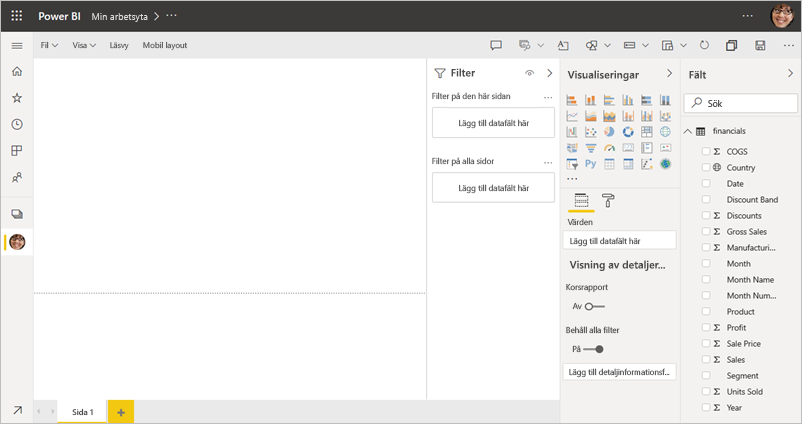 Power BI Min arbetsyta
Fil Visa Läsvy Mobil layout
Filter
Filter på den här sidan
Lägg till datafält här
Filter på alla sidor
Lägg till datafält här
Visualiseringar
Py
Värden
Lägg till datafält här
Visning av detaljer...
Korsrapport
Av
Behåll alla filter
På
Lägg till detaljinformationsf...
Fält
Sök
financials
Σ COGS
Country
Date
Discount Band
Σ Discounts
Σ Gross Sales
Σ Manufacturi...
Month
Month Name
Month Num...
Product
Σ Profit
Σ Sale Price
Σ Sales
Segment
Σ Units Sold
Σ Year
Sida 1